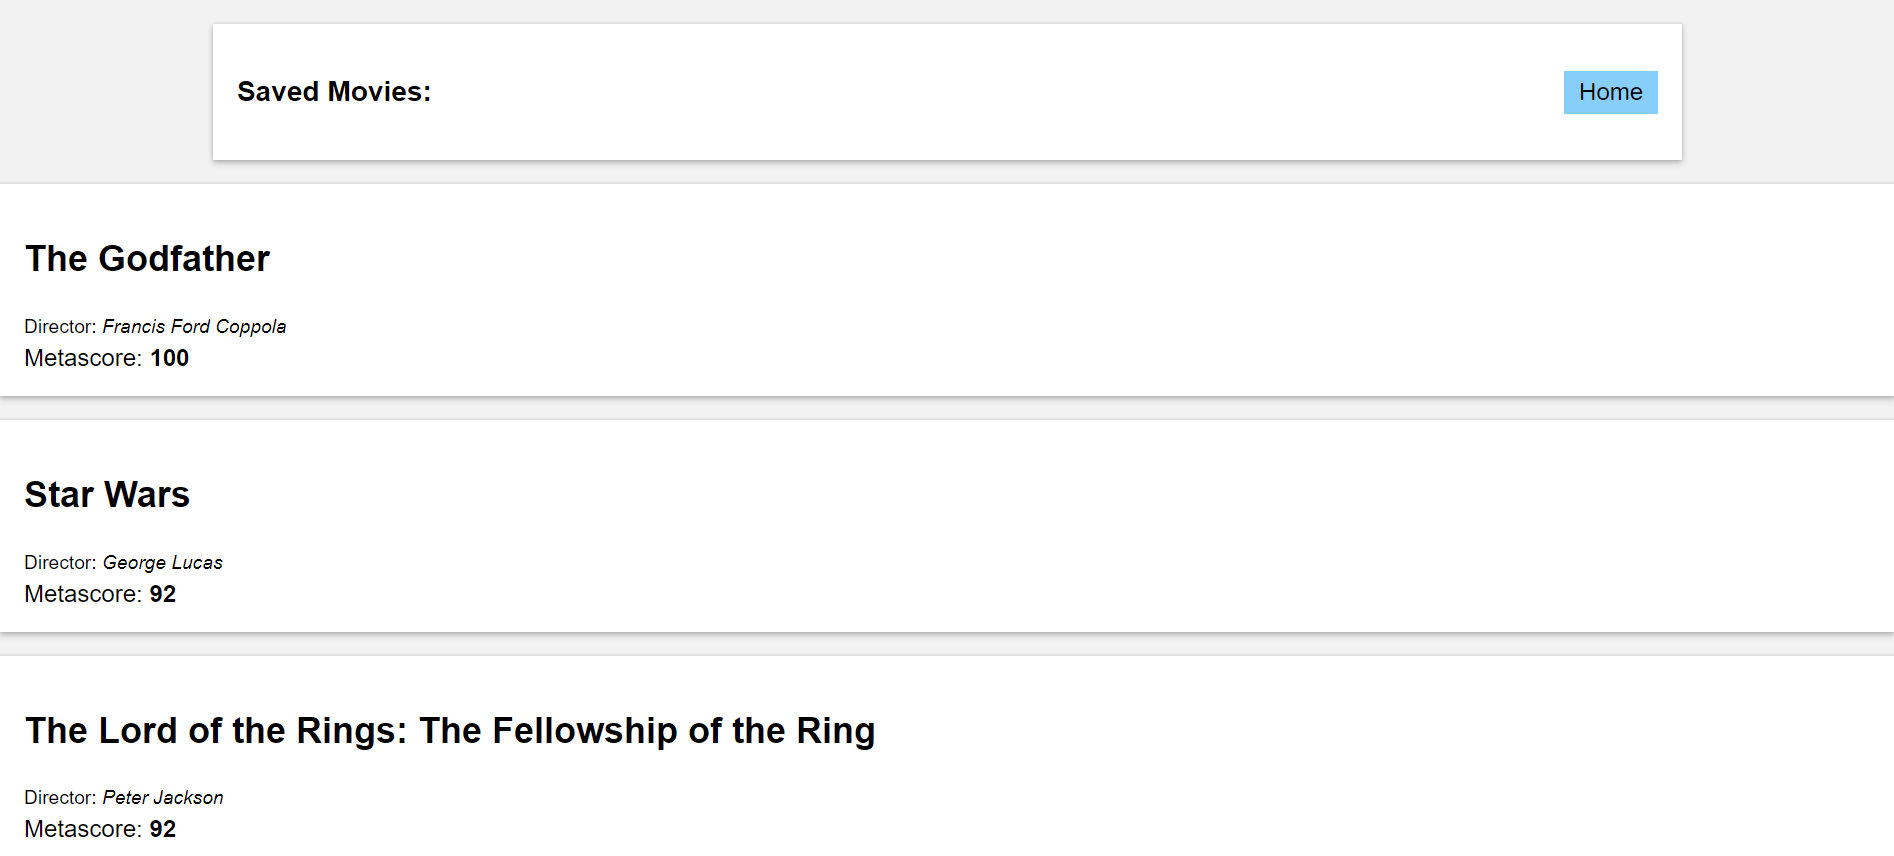 Saved Movies:
Home
The Godfather
Director: Francis Ford Coppola
Metascore: 100
Star Wars
Director: George Lucas
Metascore: 92
The Lord of the Rings: The Fellowship of the Ring
Director: Peter Jackson
Metascore: 92